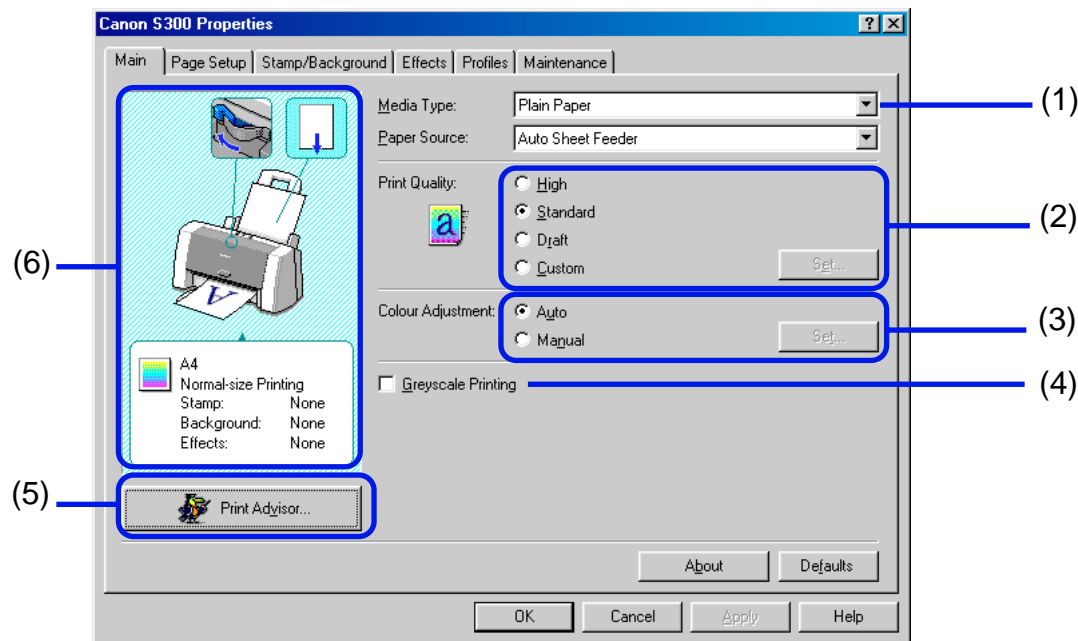 Canon S300 Properties
Main Page Setup Stamp/Background Effects Profiles Maintenance
Media Type: Plain Paper (1)
Paper Source: Auto Sheet Feeder
Print Quality: High
Standard (2)
a
Draft
Custom Set...
(6)
Colour Adjustment: Auto (3)
Manual Set...
Greyscale Printing (4)
A
A4
Normal-size Printing
Stamp: None
Background: None
Effects: None
(5) Print Advisor...
About Defaults
OK Cancel Apply Help